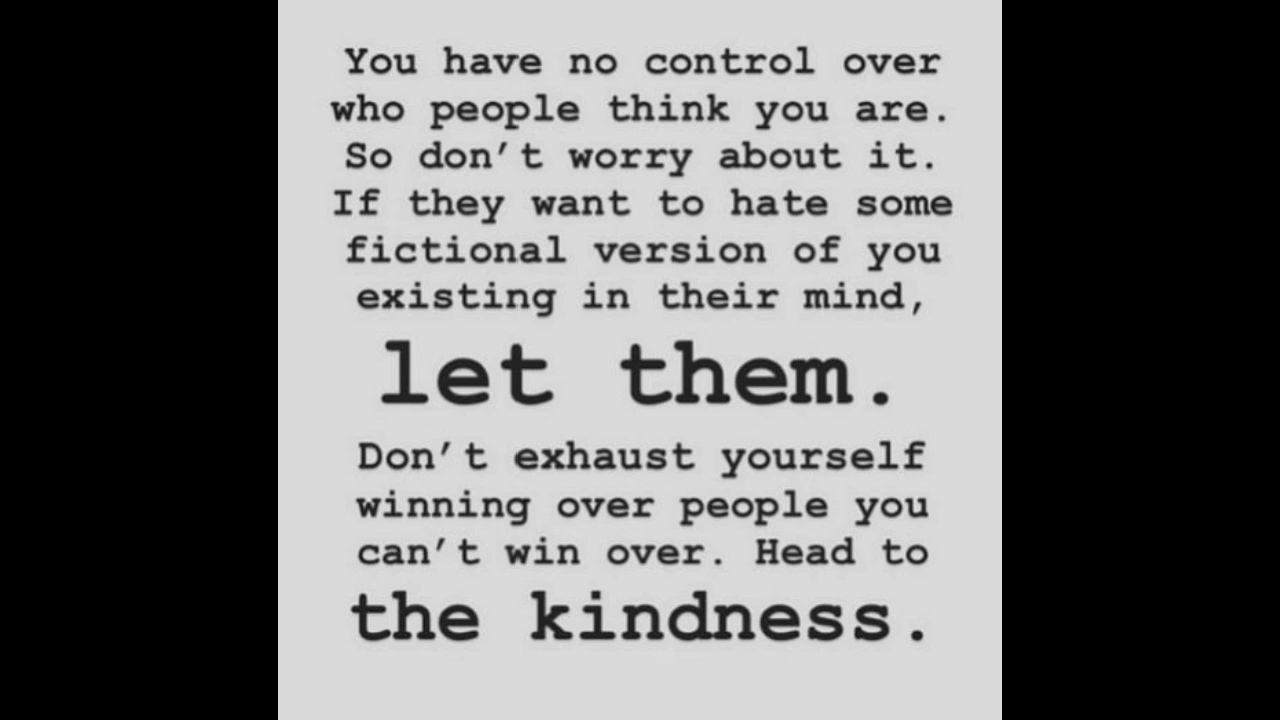 You have no control over
who people think you are.
So don’t worry about it.
If they want to hate some
fictional version of you
existing in their mind,
let them.
Don’t exhaust yourself
winning over people you
can’t win over. Head to
the kindness.